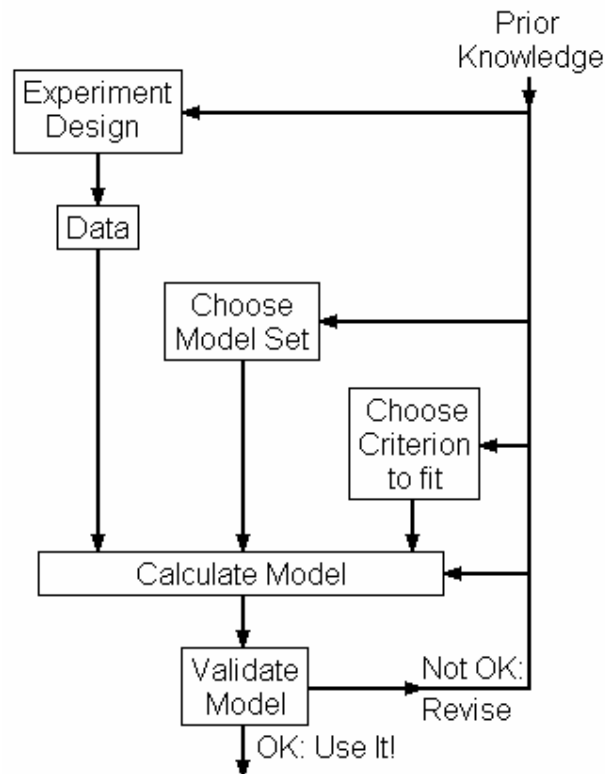 Prior
Knowledge
Experiment
Design
Data
Choose
Model Set
Choose
Criterion
to fit
Calculate Model
Validate
Model
Not OK:
Revise
OK: Use It!